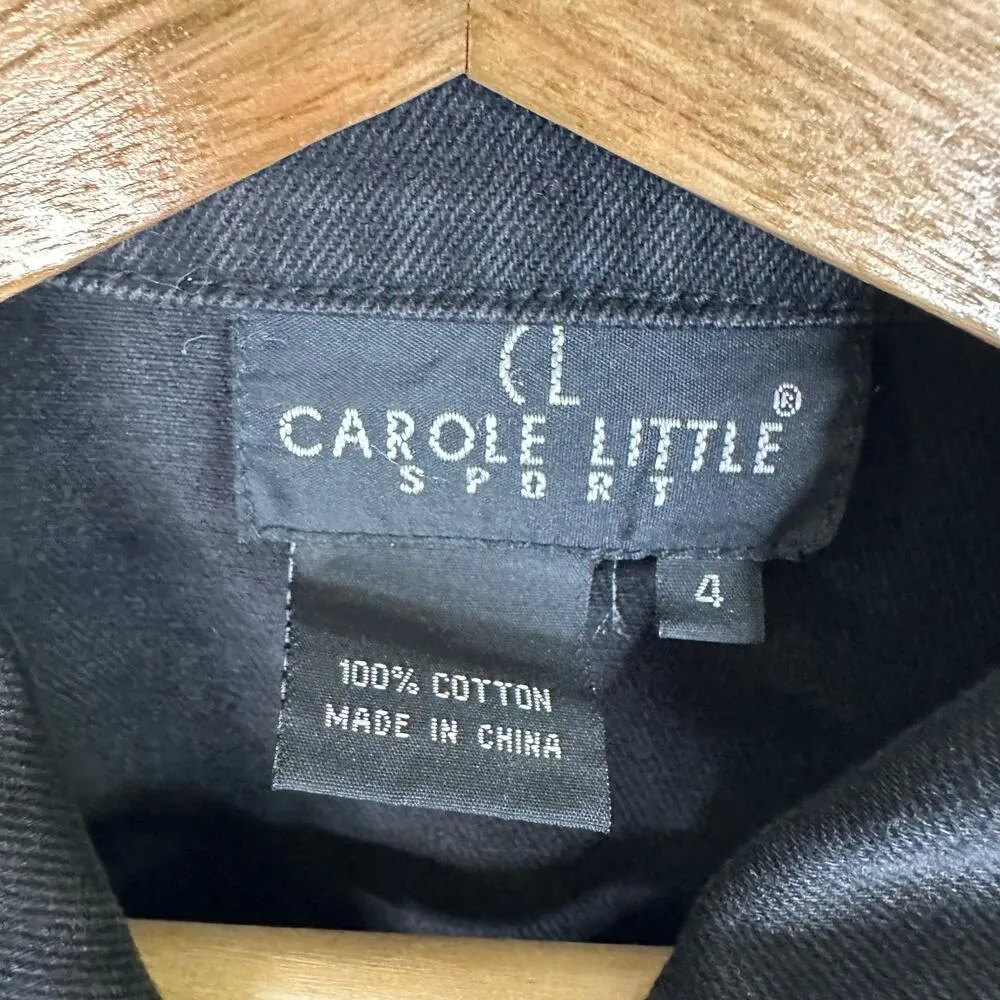 CL
CAROLE LITTLE®
SPORT
4
100% COTTON
MADE IN CHINA